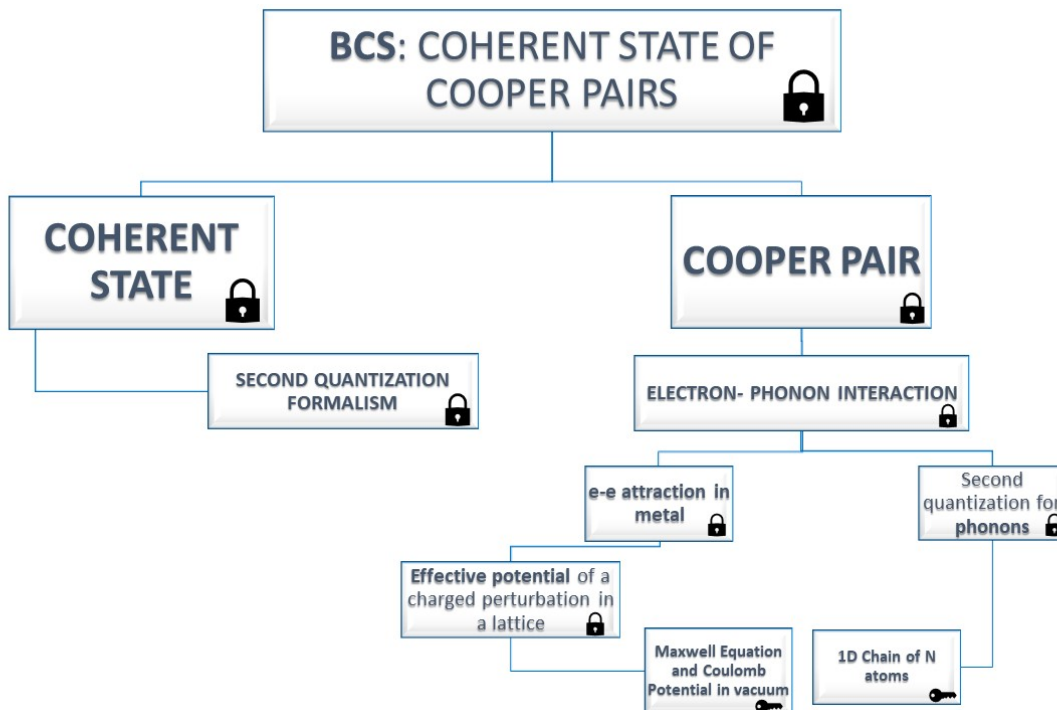 BCS: COHERENT STATE OF
COOPER PAIRS
COHERENT
STATE
COOPER PAIR
SECOND QUANTIZATION
FORMALISM
ELECTRON- PHONON INTERACTION
e-e attraction in
metal
Second
quantization for
phonons
Effective potential of a
charged perturbation in
a lattice
Maxwell Equation
and Coulomb
Potential in vacuum
1D Chain of N
atoms